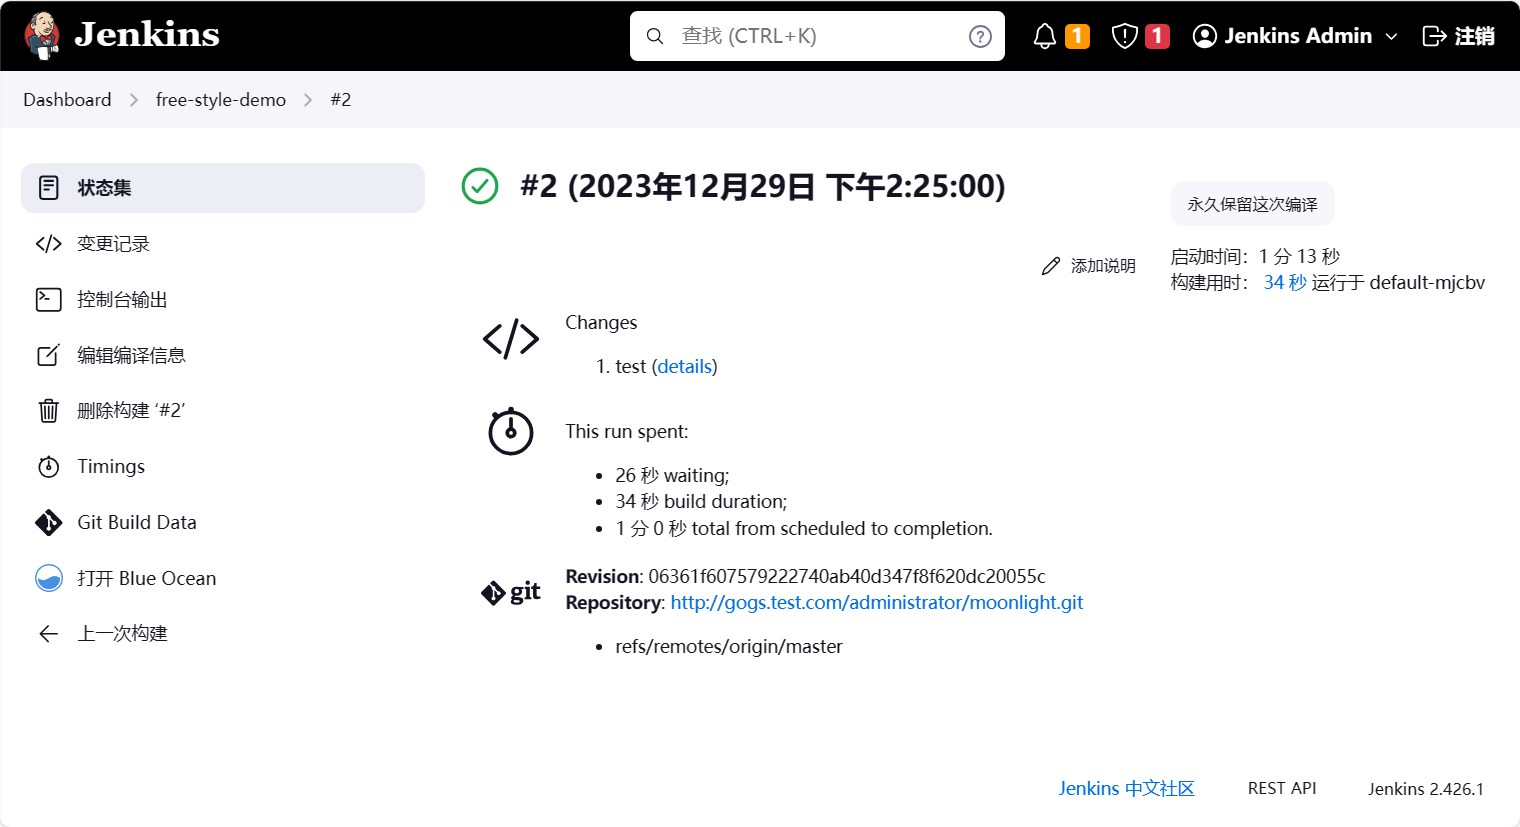 Jenkins
查找 (CTRL+K)
1
1
Jenkins Admin
注销
Dashboard
free-style-demo
#2
状态集
变更记录
控制台输出
编辑编译信息
删除构建 ‘#2’
Timings
Git Build Data
打开 Blue Ocean
上一次构建
#2 (2023年12月29日 下午2:25:00)
永久保留这次编译
添加说明
启动时间: 1 分 13 秒
构建用时: 34 秒 运行于 default-mjcbv
Changes
1. test (details)
This run spent:
• 26 秒 waiting;
• 34 秒 build duration;
• 1 分 0 秒 total from scheduled to completion.
git
Revision: 06361f607579222740ab40d347f8f620dc20055c
Repository: http://gogs.test.com/administrator/moonlight.git
• refs/remotes/origin/master
Jenkins 中文社区
REST API
Jenkins 2.426.1